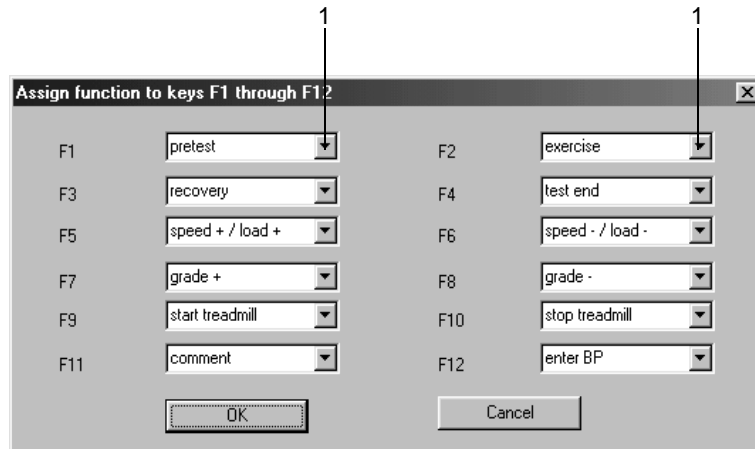 1 1
Assign function to keys F1 through F12
F1 pretest F2 exercise
F3 recovery F4 test end
F5 speed + / load + F6 speed - / load -
F7 grade + F8 grade -
F9 start treadmill F10 stop treadmill
F11 comment F12 enter BP
OK Cancel